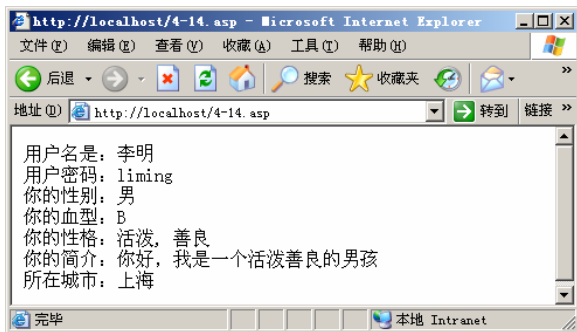 http://localhost/4-14.asp - Microsoft Internet Explorer
文件(F) 编辑(E) 查看(V) 收藏(A) 工具(T) 帮助(H)
后退 搜索 收藏夹 »
地址(D) http://localhost/4-14.asp 转到 链接 »
用户名是：李明
用户密码：liming
你的性别：男
你的血型：B
你的性格：活泼, 善良
你的简介：你好，我是一个活泼善良的男孩
所在城市：上海
完毕 本地 Intranet